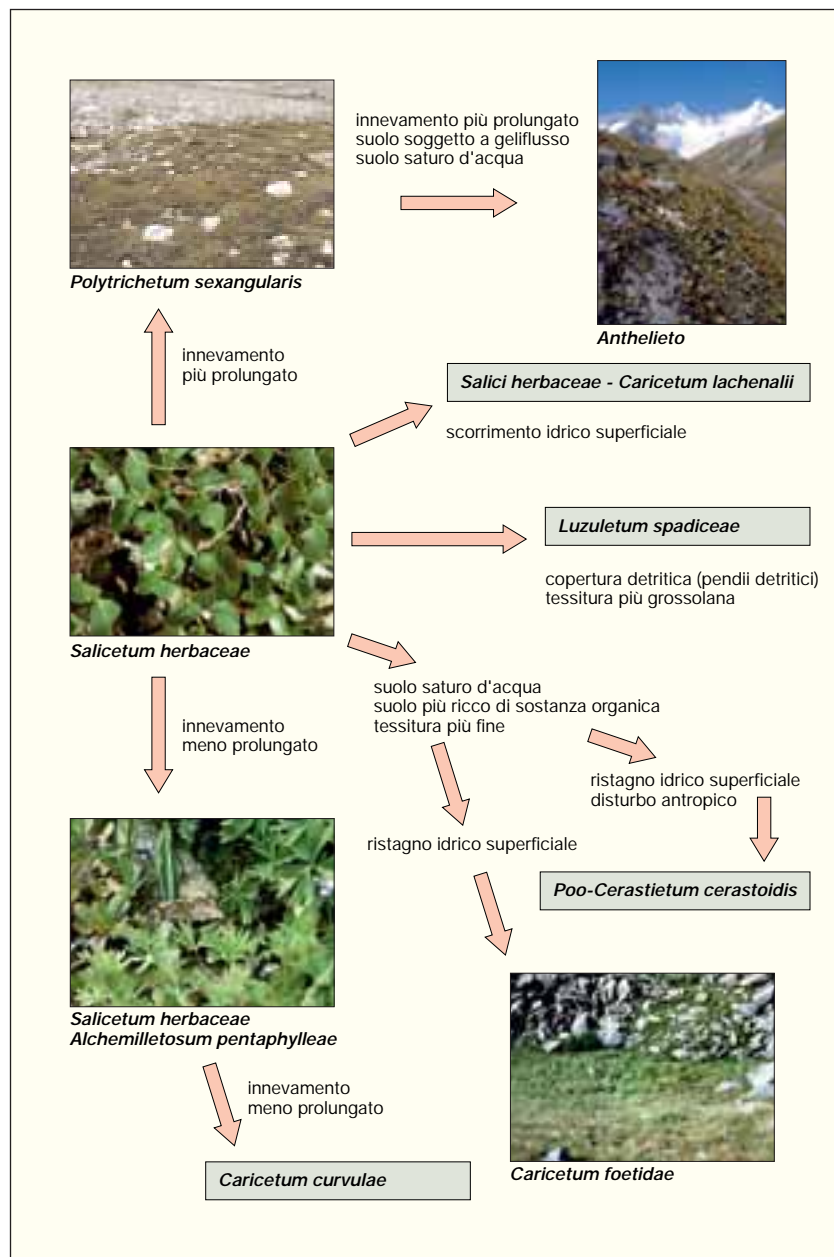 innevamento più prolungato
suolo soggetto a geliflusso
suolo saturo d'acqua
Polytrichetum sexangularis
Anthelieto
innevamento
più prolungato
Salici herbaceae - Caricetum lachenalii
scorrimento idrico superficiale
Luzuletum spadiceae
copertura detritica (pendii detritici)
tessitura più grossolana
Salicetum herbaceae
suolo saturo d'acqua
suolo più ricco di sostanza organica
tessitura più fine
innevamento
meno prolungato
ristagno idrico superficiale
disturbo antropico
ristagno idrico superficiale
Poo-Cerastietum cerastoidis
Salicetum herbaceae
Alchemilletosum pentaphylleae
innevamento
meno prolungato
Caricetum curvulae
Caricetum foetidae